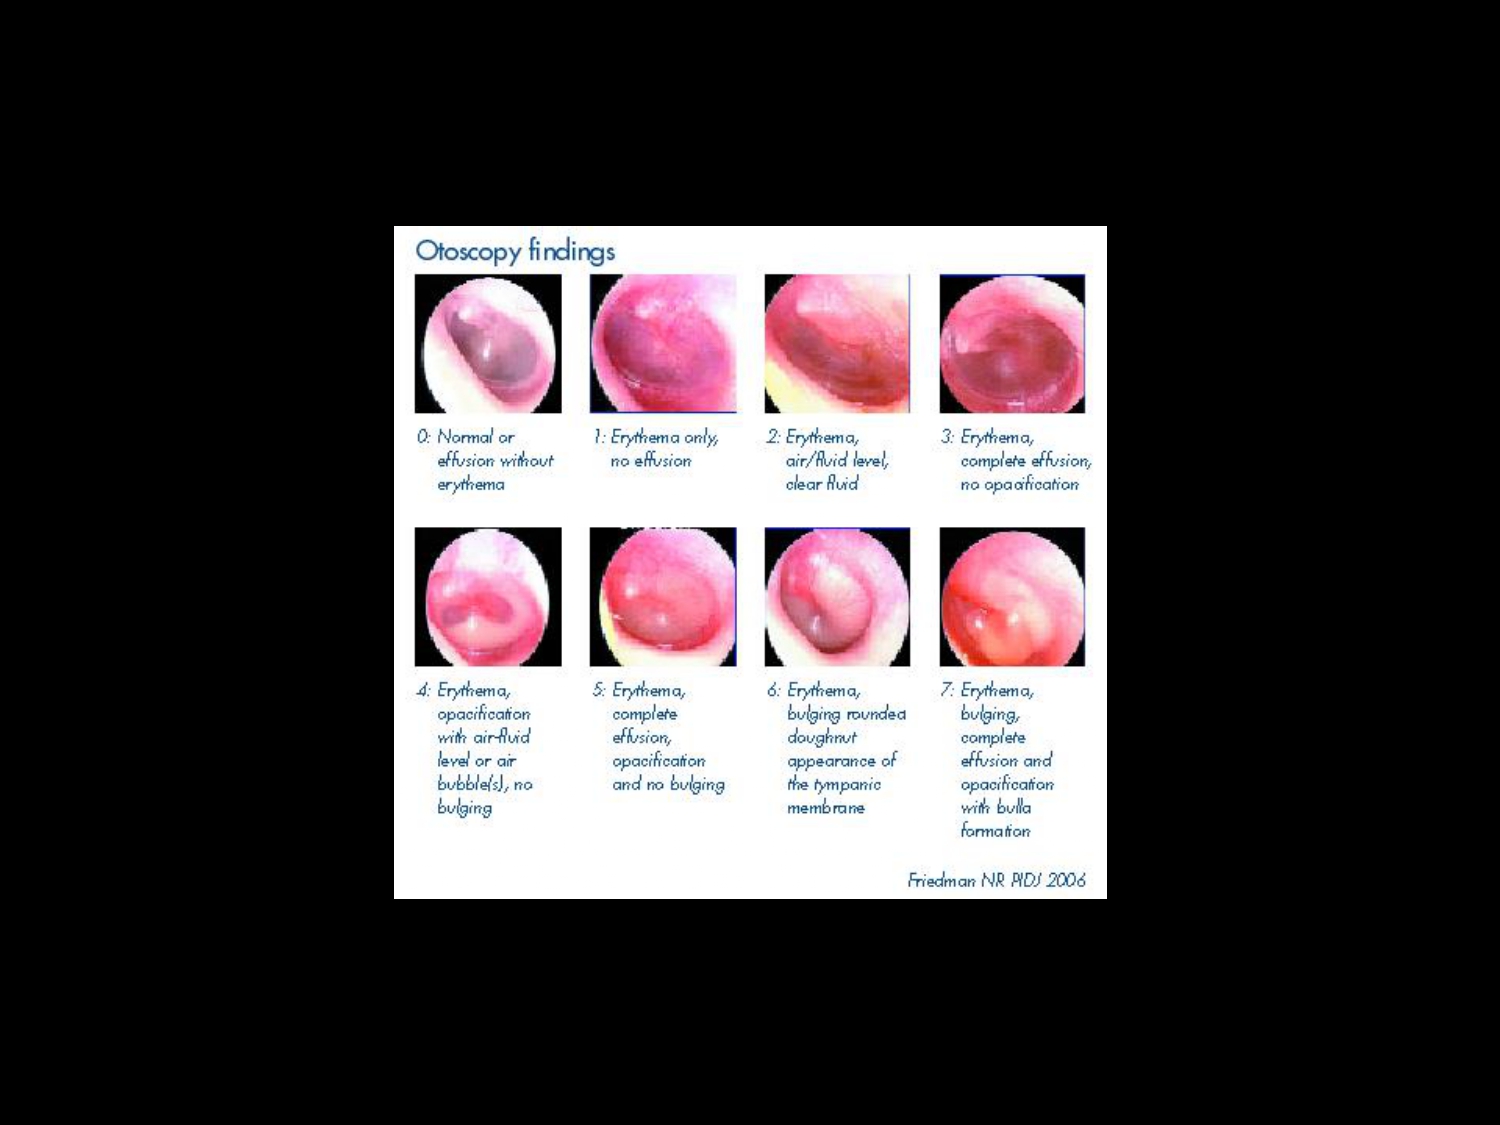 Otoscopy findings
0: Normal or
effusion without
erythema
1: Erythema only,
no effusion
2: Erythema,
air/fluid level,
clear fluid
3: Erythema,
complete effusion,
no opacification
4: Erythema,
opacification
with air-fluid
level or air
bubble(s), no
bulging
5: Erythema,
complete
effusion,
opacification
and no bulging
6: Erythema,
bulging rounded
doughnut
appearance of
the tympanic
membrane
7: Erythema,
bulging,
complete
effusion and
opacification
with bulla
formation
Friedman NR PIDJ 2006